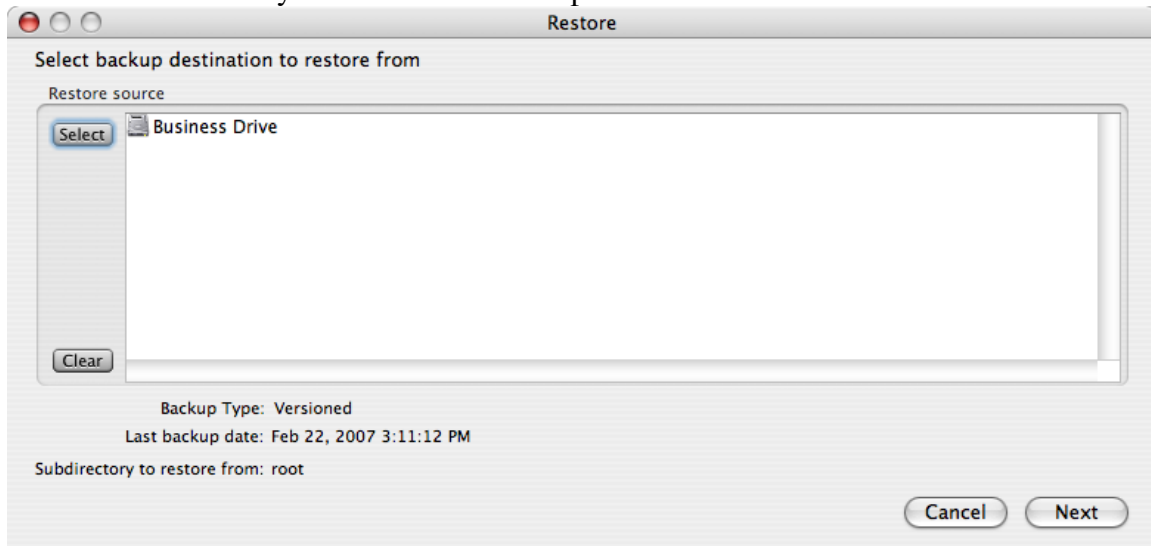 Restore
Select backup destination to restore from
Restore source
Select
Business Drive
Clear
Backup Type: Versioned
Last backup date: Feb 22, 2007 3:11:12 PM
Subdirectory to restore from: root
Cancel Next